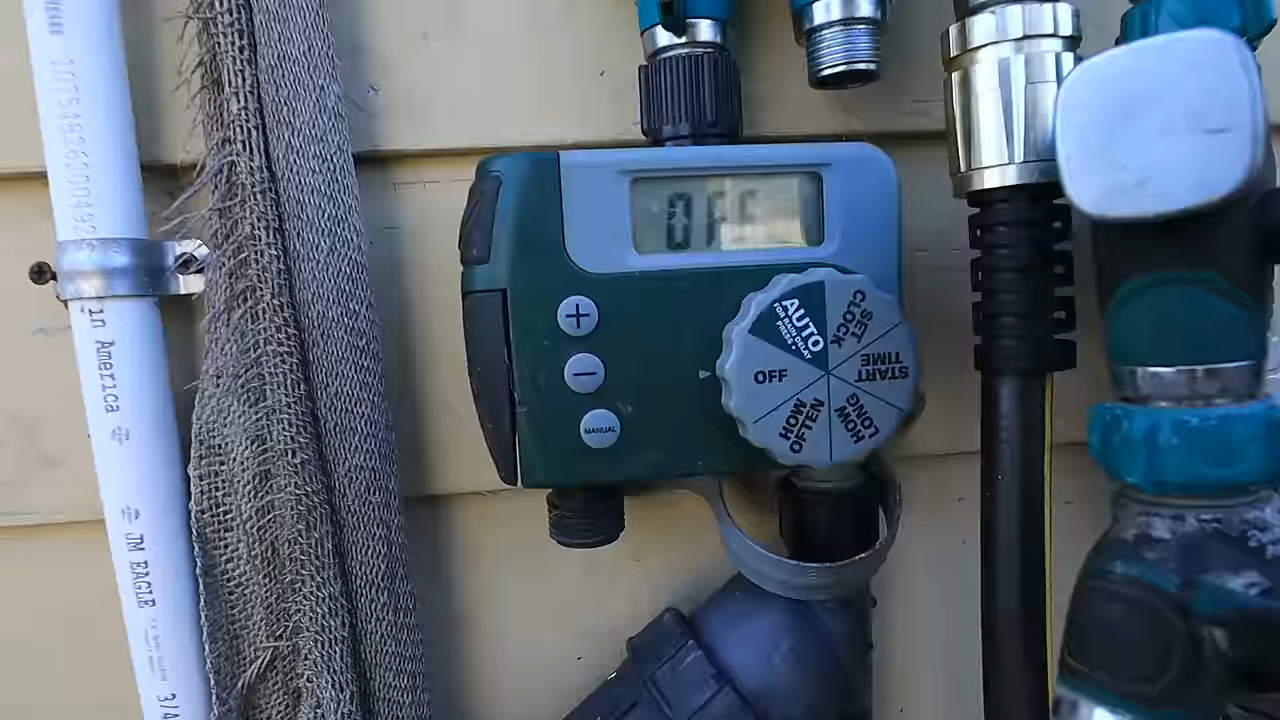 OFF
+
−
MANUAL
AUTO
FOR RAIN DELAY
PRESS +
SET
CLOCK
START
TIME
HOW
LONG
HOW
OFTEN
OFF
in America
JM EAGLE
3/4